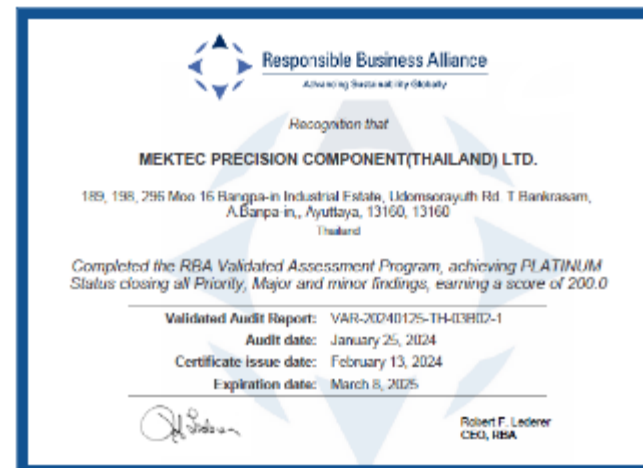 Responsible Business Alliance
Advancing Sustainability Globally
Recognition that
MEKTEC PRECISION COMPONENT(THAILAND) LTD.
189, 198, 296 Moo 16 Bangpa-in Industrial Estate, Udomsorayuth Rd. T Bankrasam,
A.Banpa-in,, Ayuttaya, 13160, 13160
Thailand
Completed the RBA Validated Assessment Program, achieving PLATINUM
Status closing all Priority, Major and minor findings, earning a score of 200.0
Validated Audit Report: VAR-20240125-TH-03B02-1
Audit date: January 25, 2024
Certificate issue date: February 13, 2024
Expiration date: March 8, 2025
Robert F. Lederer
CEO, RBA